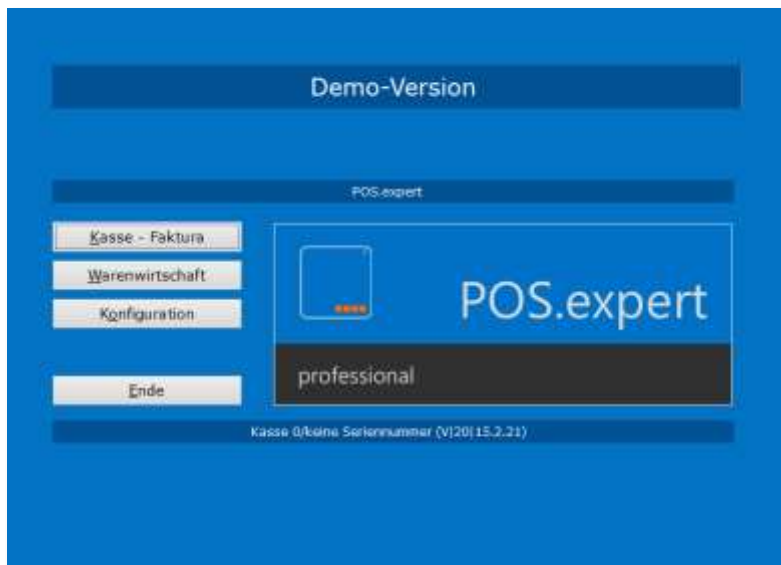 Demo-Version
POS.expert
Kasse - Faktura
Warenwirtschaft
Konfiguration
Ende
POS.expert
professional
Kasse 0/keine Seriennummer (V)20(15.2.21)